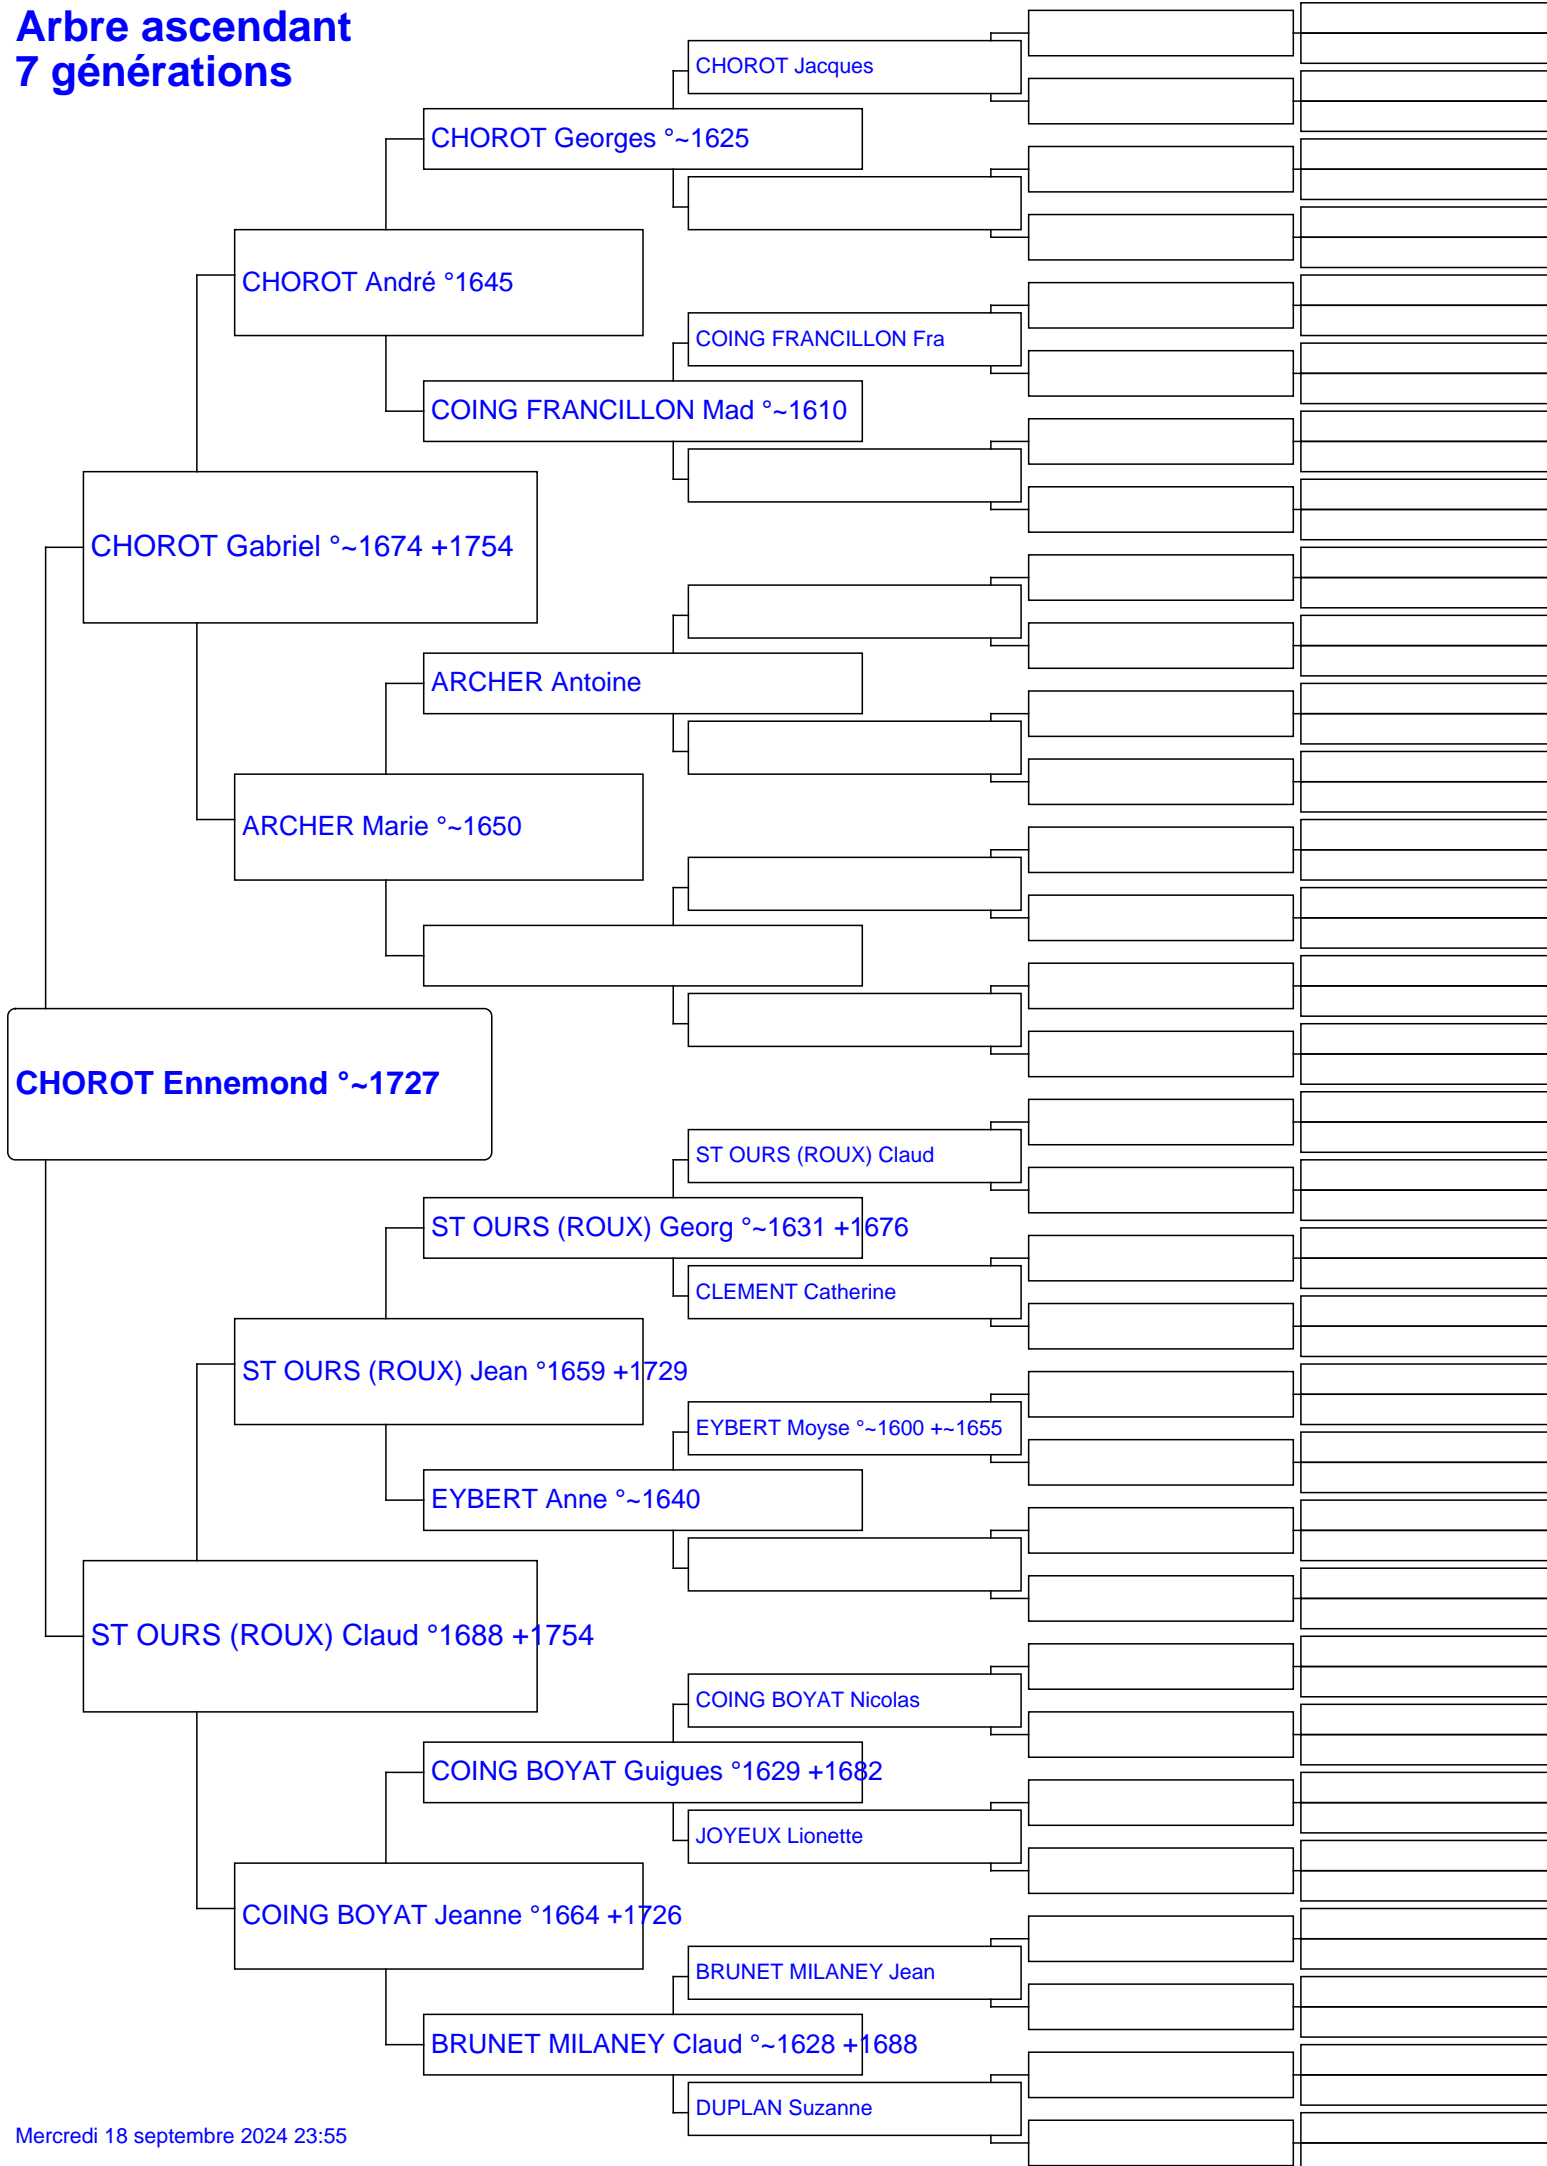 Arbre ascendant
7 générations
CHOROT Jacques
CHOROT Georges °~1625
CHOROT André °1645
COING FRANCILLON Fra
COING FRANCILLON Mad °~1610
CHOROT Gabriel °~1674 +1754
ARCHER Antoine
ARCHER Marie °~1650
CHOROT Ennemond °~1727
ST OURS (ROUX) Claud
ST OURS (ROUX) Georg °~1631 +1676
CLEMENT Catherine
ST OURS (ROUX) Jean °1659 +1729
EYBERT Moyse °~1600 +~1655
EYBERT Anne °~1640
ST OURS (ROUX) Claud °1688 +1754
COING BOYAT Nicolas
COING BOYAT Guigues °1629 +1682
JOYEUX Lionette
COING BOYAT Jeanne °1664 +1726
BRUNET MILANEY Jean
BRUNET MILANEY Claud °~1628 +1688
DUPLAN Suzanne
Mercredi 18 septembre 2024 23:55